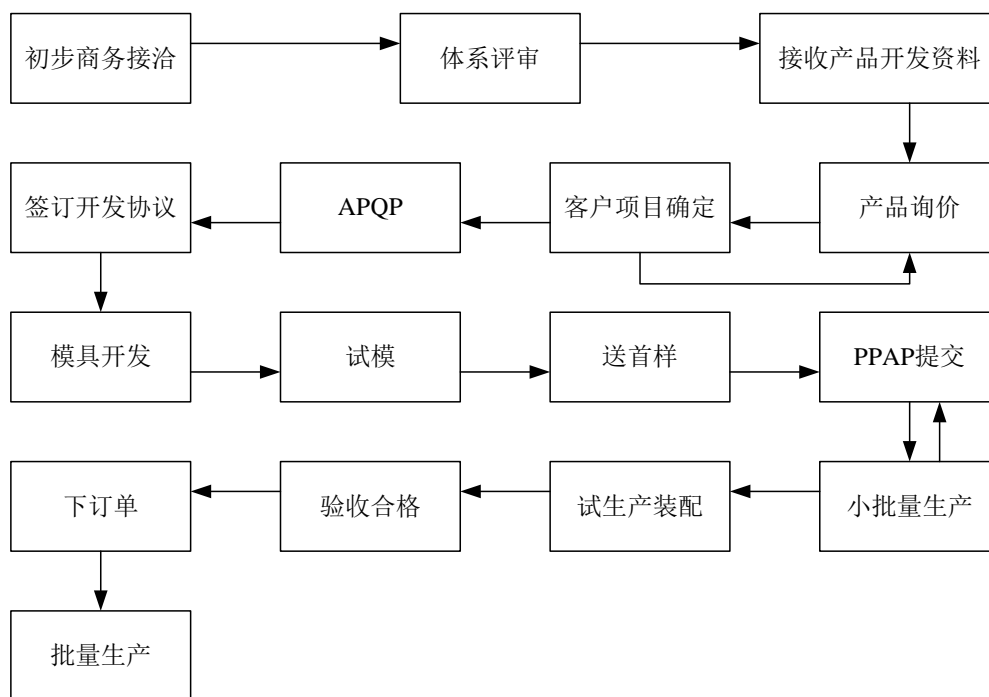 初步商务接洽
体系评审
接收产品开发资料
签订开发协议
APQP
客户项目确定
产品询价
模具开发
试模
送首样
PPAP提交
下订单
验收合格
试生产装配
小批量生产
批量生产